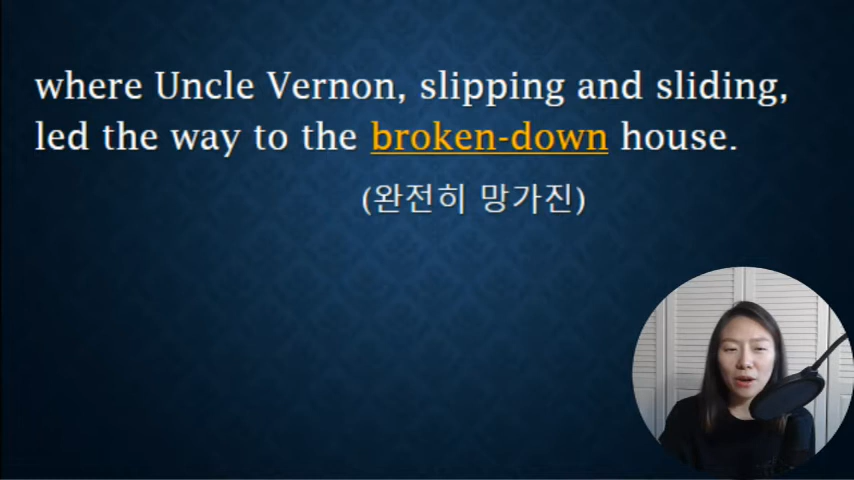 where Uncle Vernon, slipping and sliding,
led the way to the broken-down house.
(완전히 망가진)